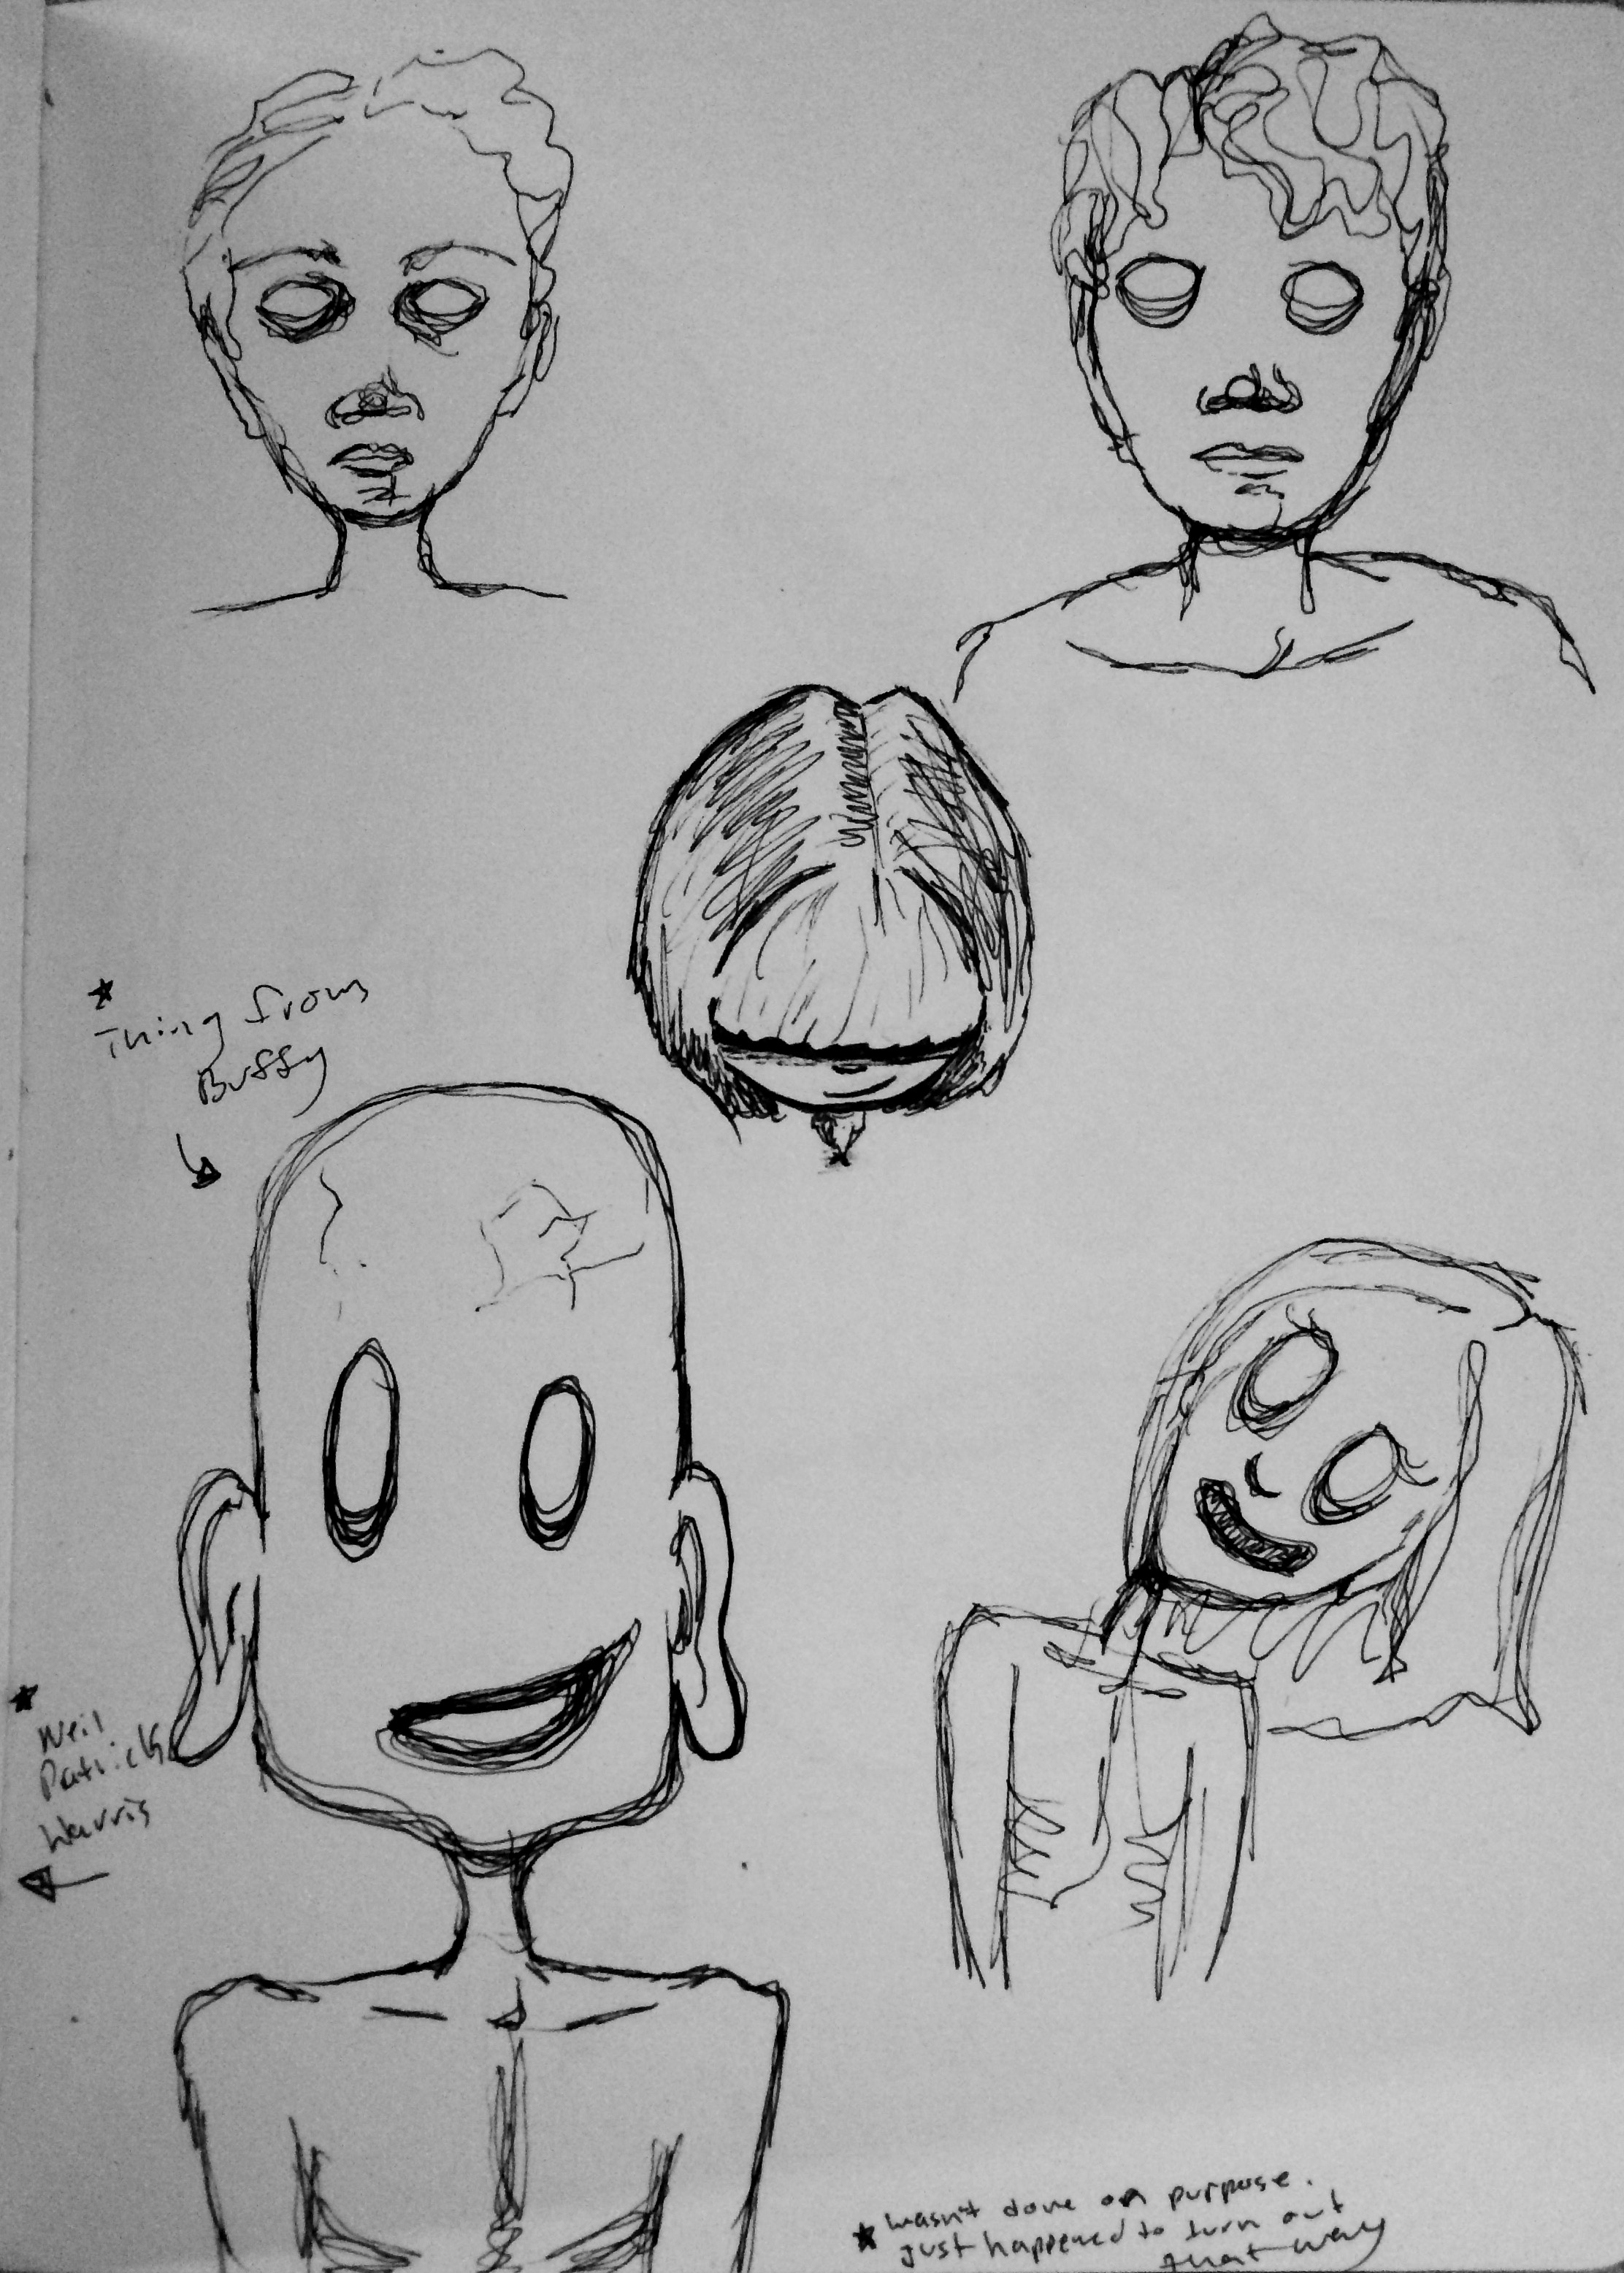 * Thing from
Buffy
* Neil
Patrick
Harris
* wasn't done on purpose.
just happened to turn out
that way